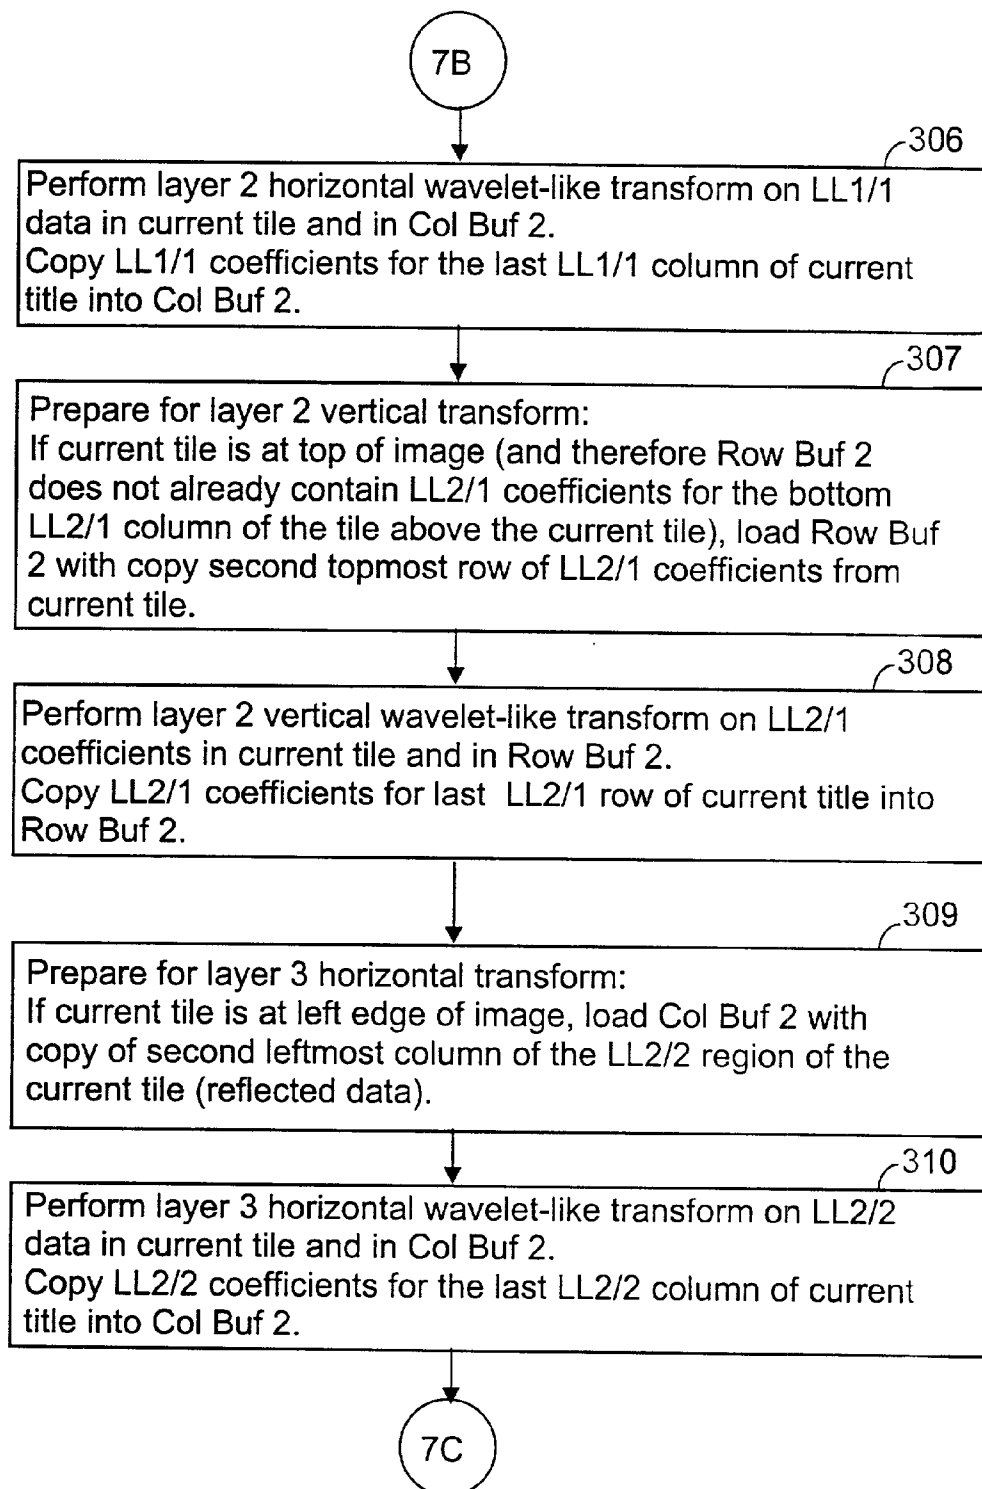 7B
306
Perform layer 2 horizontal wavelet-like transform on LL1/1
data in current tile and in Col Buf 2.
Copy LL1/1 coefficients for the last LL1/1 column of current
title into Col Buf 2.
307
Prepare for layer 2 vertical transform:
If current tile is at top of image (and therefore Row Buf 2
does not already contain LL2/1 coefficients for the bottom
LL2/1 column of the tile above the current tile), load Row Buf
2 with copy second topmost row of LL2/1 coefficients from
current tile.
308
Perform layer 2 vertical wavelet-like transform on LL2/1
coefficients in current tile and in Row Buf 2.
Copy LL2/1 coefficients for last LL2/1 row of current title into
Row Buf 2.
309
Prepare for layer 3 horizontal transform:
If current tile is at left edge of image, load Col Buf 2 with
copy of second leftmost column of the LL2/2 region of the
current tile (reflected data).
310
Perform layer 3 horizontal wavelet-like transform on LL2/2
data in current tile and in Col Buf 2.
Copy LL2/2 coefficients for the last LL2/2 column of current
title into Col Buf 2.
7C